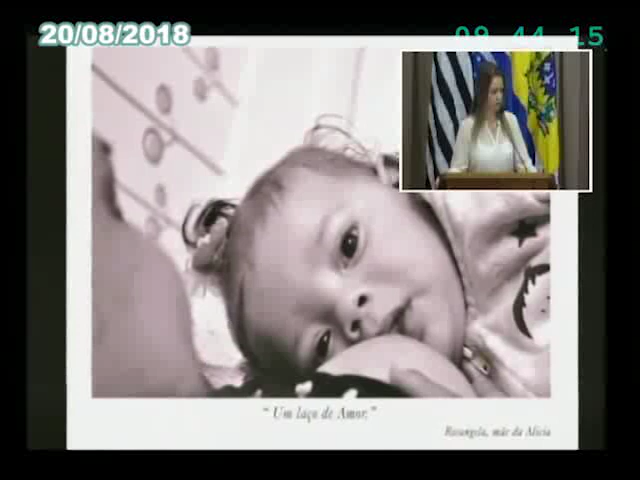 20/08/2018
09 44 15
“ Um laço de Amor.”
Rosangela, mãe da Alicia